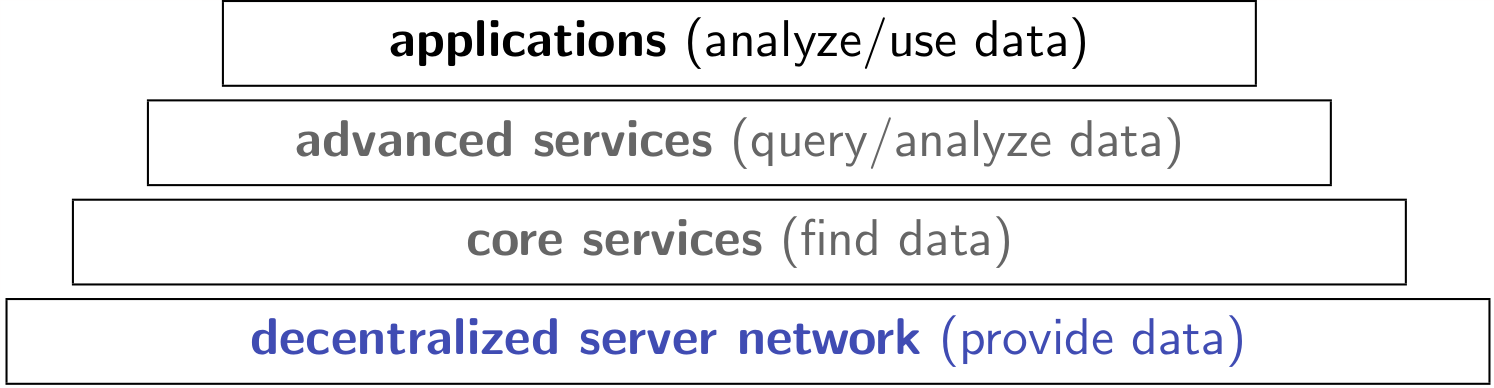 applications (analyze/use data)
advanced services (query/analyze data)
core services (find data)
decentralized server network (provide data)